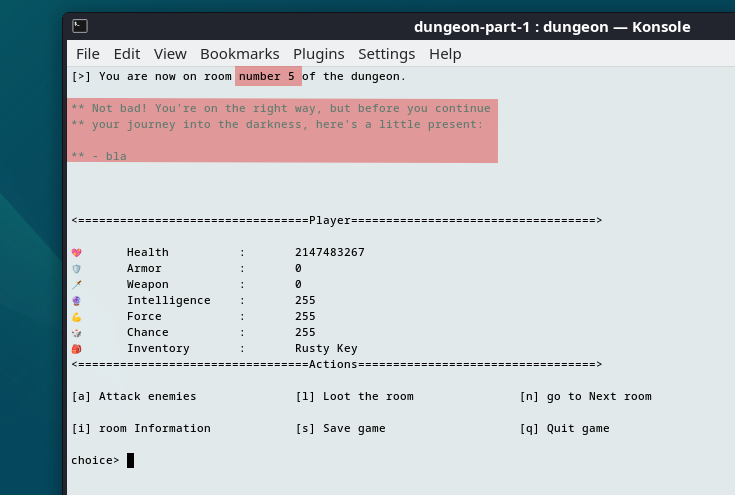 dungeon-part-1 : dungeon — Konsole
File Edit View Bookmarks Plugins Settings Help
[>] You are now on room number 5 of the dungeon.
** Not bad! You're on the right way, but before you continue
** your journey into the darkness, here's a little present:
** - bla
<=================================Player===================================>
Health : 2147483267
Armor : 0
Weapon : 0
Intelligence : 255
Force : 255
Chance : 255
Inventory : Rusty Key
<=================================Actions==================================>
[a] Attack enemies [l] Loot the room [n] go to Next room
[i] room Information [s] Save game [q] Quit game
choice>